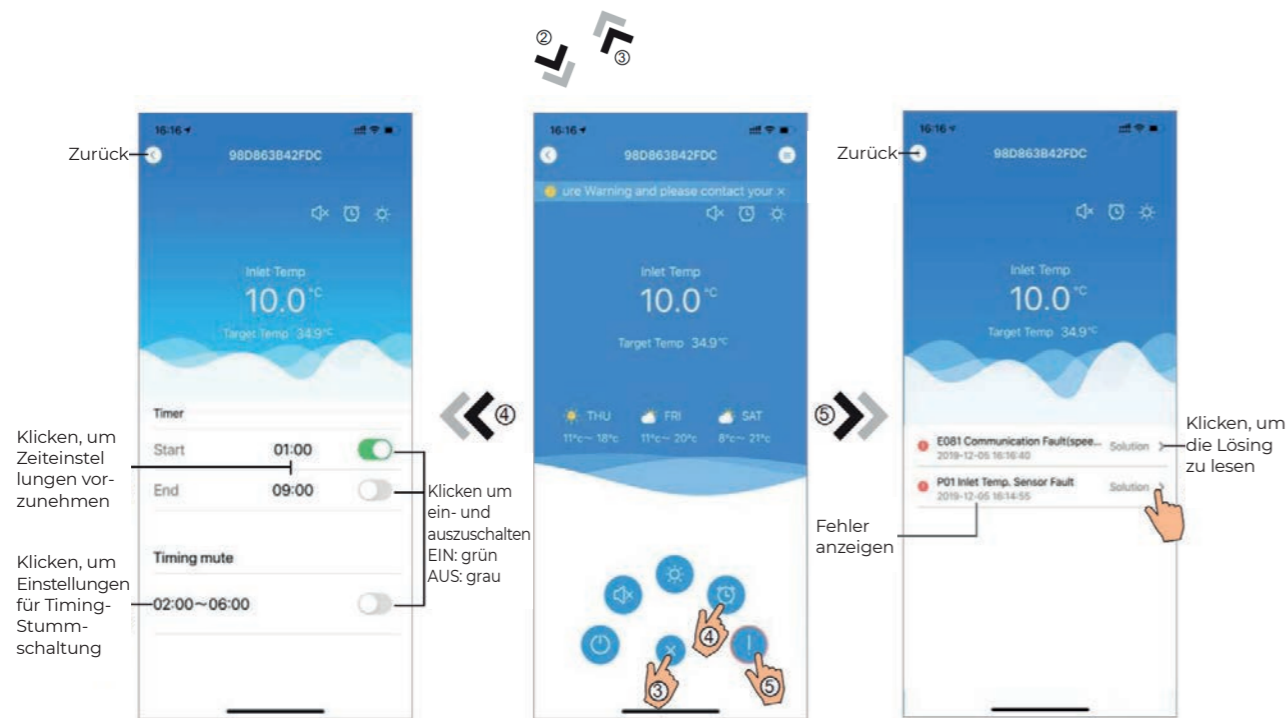 ②
③
16:16
Zurück
98D863B42FDC
Inlet Temp
10.0°C
Target Temp 34.9°C
Timer
Start 01:00
End 09:00
Timing mute
02:00~06:00
Klicken, um
Zeiteinstel
lungen vor-
zunehmen
Klicken, um
Einstellungen
für Timing-
Stumm-
schaltung
Klicken um
ein- und
auszuschalten
EIN: grün
AUS: grau
④
16:16
98D863B42FDC
ure Warning and please contact your ×
Inlet Temp
10.0°C
Target Temp 34.9°C
THU FRI SAT
11°c~ 18°c 11°c~ 20°c 8°c~ 21°c
④
③
⑤
⑤
16:16
Zurück
98D863B42FDC
Inlet Temp
10.0°C
Target Temp 34.9°C
E081 Communication Fault(spee... Solution
2019-12-05 16:16:40
P01 Inlet Temp. Sensor Fault Solution
2019-12-05 16:14:55
Klicken, um
die Lösing
zu lesen
Fehler
anzeigen